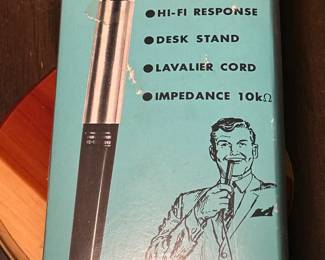 ●HI-FI RESPONSE
●DESK STAND
●LAVALIER CORD
●IMPEDANCE 10kΩ